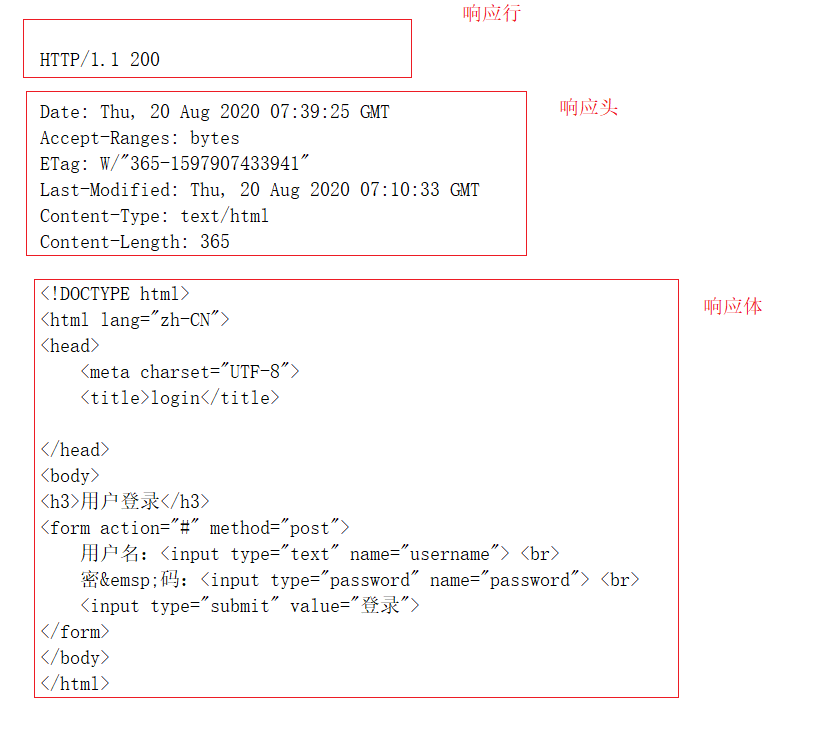 响应行
HTTP/1.1 200
Date: Thu, 20 Aug 2020 07:39:25 GMT
响应头
Accept-Ranges: bytes
ETag: W/"365-1597907433941"
Last-Modified: Thu, 20 Aug 2020 07:10:33 GMT
Content-Type: text/html
Content-Length: 365
<!DOCTYPE html>
响应体
<html lang="zh-CN">
<head>
    <meta charset="UTF-8">
    <title>login</title>
</head>
<body>
<h3>用户登录</h3>
<form action="#" method="post">
    用户名：<input type="text" name="username"> <br>
    密&emsp;码：<input type="password" name="password"> <br>
    <input type="submit" value="登录">
</form>
</body>
</html>